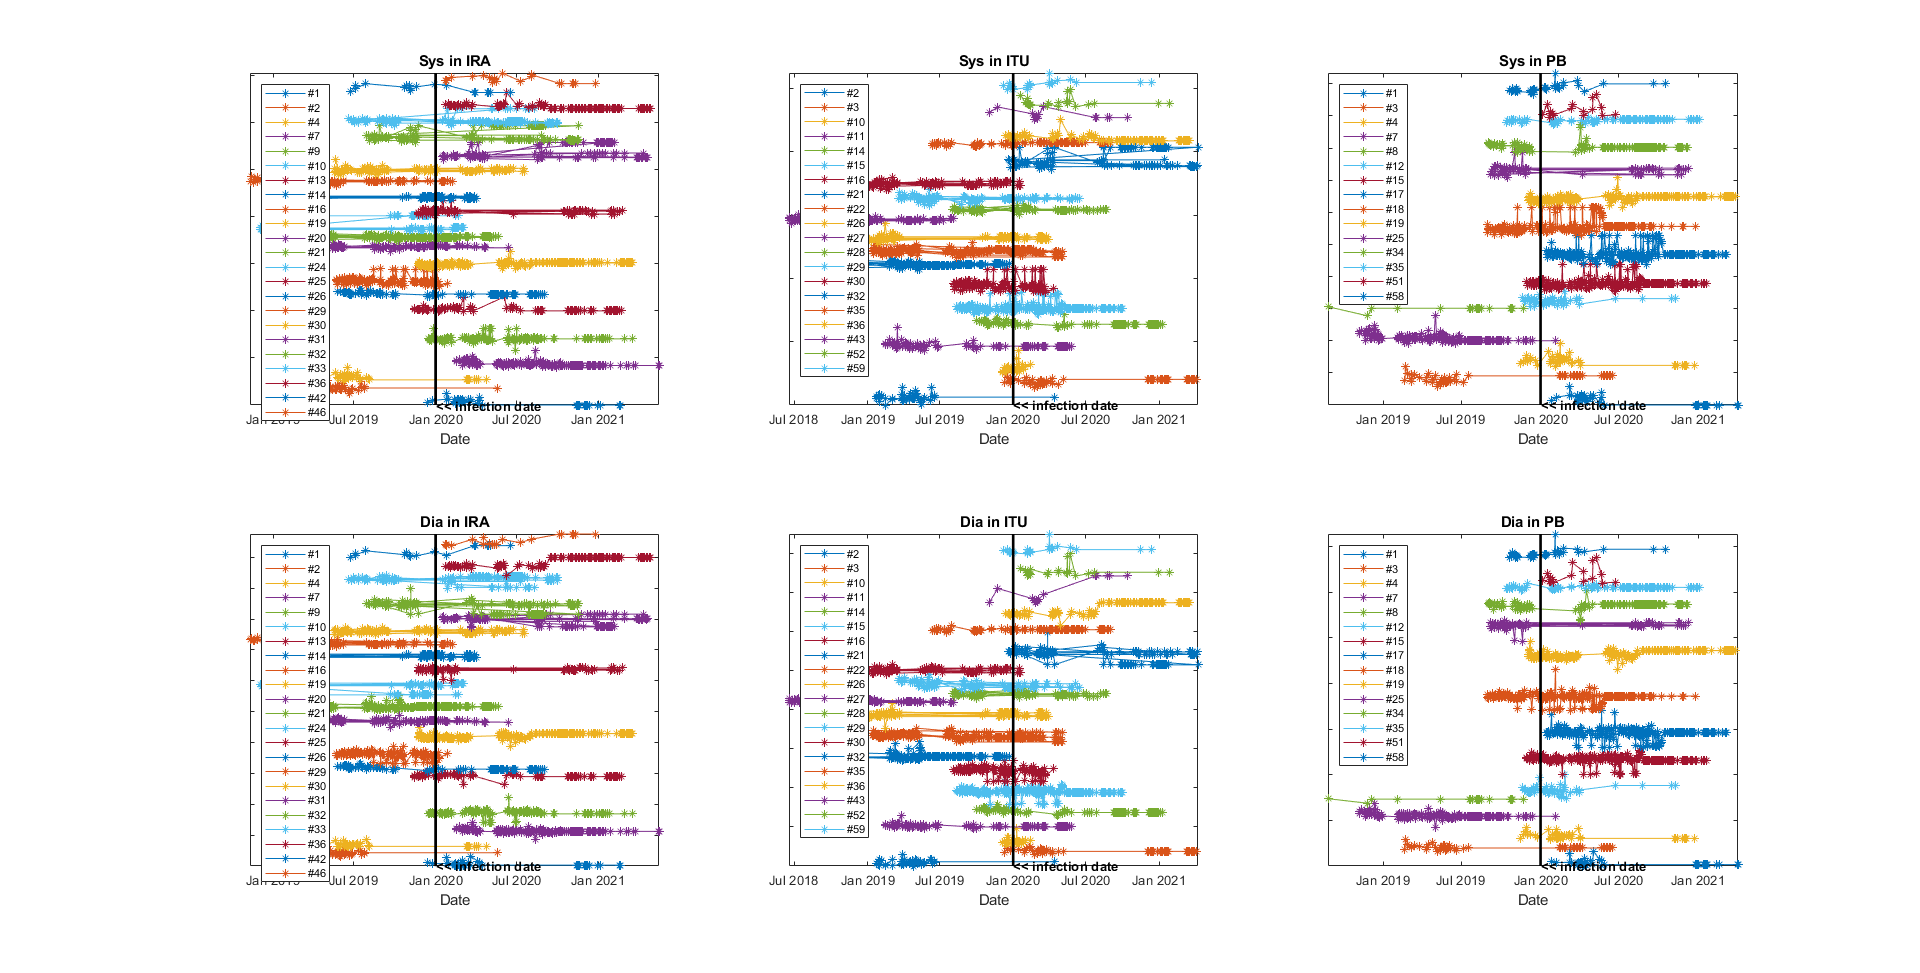 Sys in IRA
#1
#2
#4
#7
#9
#10
#13
#14
#16
#19
#20
#21
#24
#25
#26
#29
#30
#31
#32
#33
#36
#42
#46
<< infection date
Jul 2019
Jan 2020
Jul 2020
Jan 2021
Date
Sys in ITU
#2
#3
#10
#11
#14
#15
#16
#21
#22
#26
#27
#28
#29
#30
#32
#35
#36
#43
#52
#59
<< infection date
Jul 2018
Jan 2019
Jul 2019
Jan 2020
Jul 2020
Jan 2021
Date
Sys in PB
#1
#3
#4
#7
#8
#12
#15
#17
#18
#19
#25
#34
#35
#51
#58
<< infection date
Jan 2019
Jul 2019
Jan 2020
Jul 2020
Jan 2021
Date
Dia in IRA
#1
#2
#4
#7
#9
#10
#13
#14
#16
#19
#20
#21
#24
#25
#26
#29
#30
#31
#32
#33
#36
#42
#46
<< infection date
Jul 2019
Jan 2020
Jul 2020
Jan 2021
Date
Dia in ITU
#2
#3
#10
#11
#14
#15
#16
#21
#22
#26
#27
#28
#29
#30
#32
#35
#36
#43
#52
#59
<< infection date
Jul 2018
Jan 2019
Jul 2019
Jan 2020
Jul 2020
Jan 2021
Date
Dia in PB
#1
#3
#4
#7
#8
#12
#15
#17
#18
#19
#25
#34
#35
#51
#58
<< infection date
Jan 2019
Jul 2019
Jan 2020
Jul 2020
Jan 2021
Date